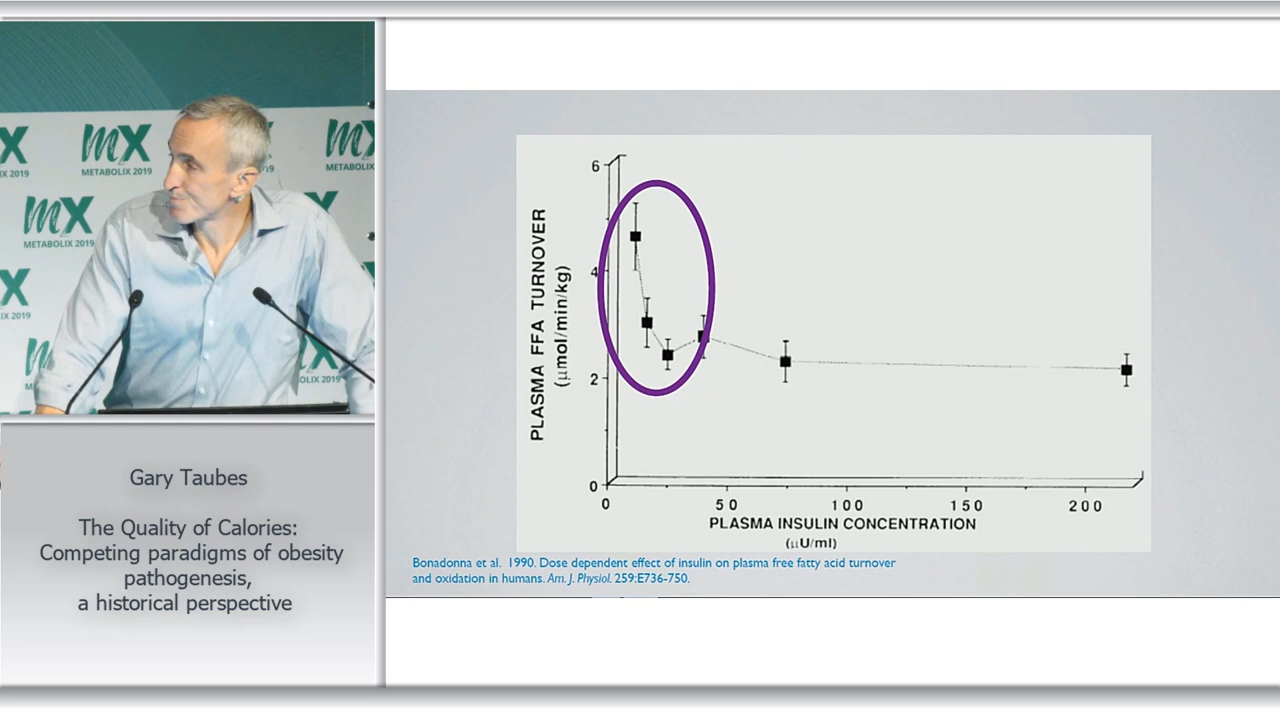 mX
METABOLIX 2019
mX
METABOLIX 2019
Gary Taubes
The Quality of Calories:
Competing paradigms of obesity
pathogenesis,
a historical perspective
PLASMA FFA TURNOVER
(μmol/min/kg)
6
4
2
0
0 50 100 150 200
PLASMA INSULIN CONCENTRATION
(μU/ml)
Bonadonna et al. 1990. Dose dependent effect of insulin on plasma free fatty acid turnover
and oxidation in humans. Am. J. Physiol. 259:E736-750.